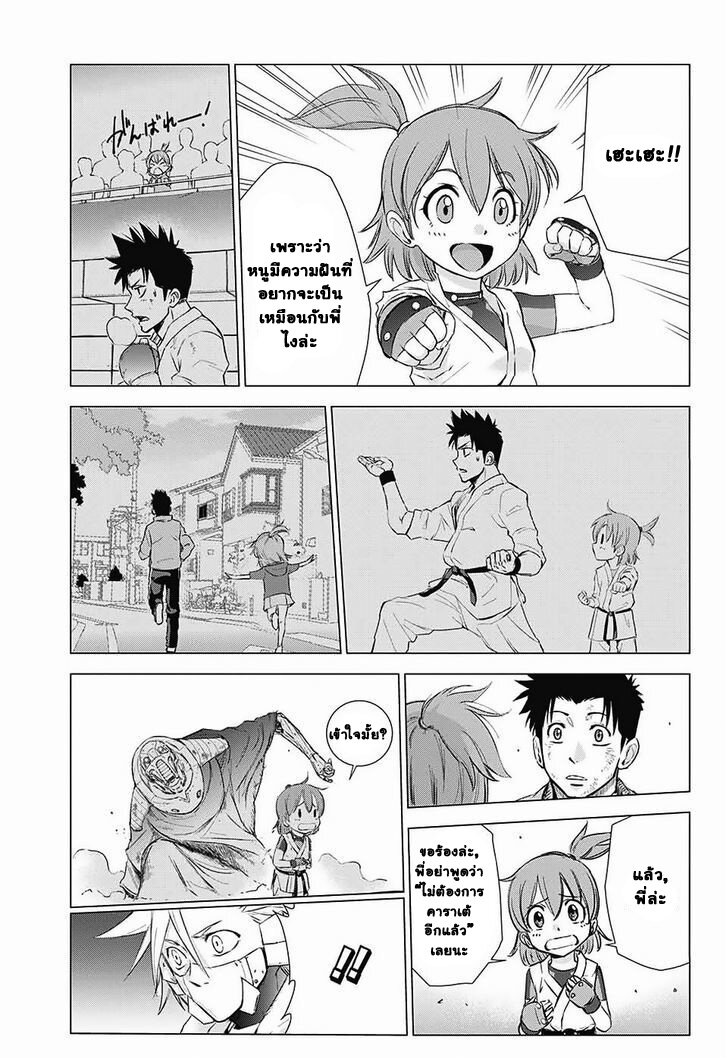 เฮะเฮะ!!
เพราะว่า
หนูมีความฝันที่
อยากจะเป็น
เหมือนกับพี่
ไงล่ะ
がんばれー!
แล้ว,
พี่ล่ะ
ขอร้องล่ะ,
พี่อย่าพูดว่า
"ไม่ต้องการ
คาราเต้
อีกแล้ว"
เลยนะ
เข้าใจมั้ย?
!!